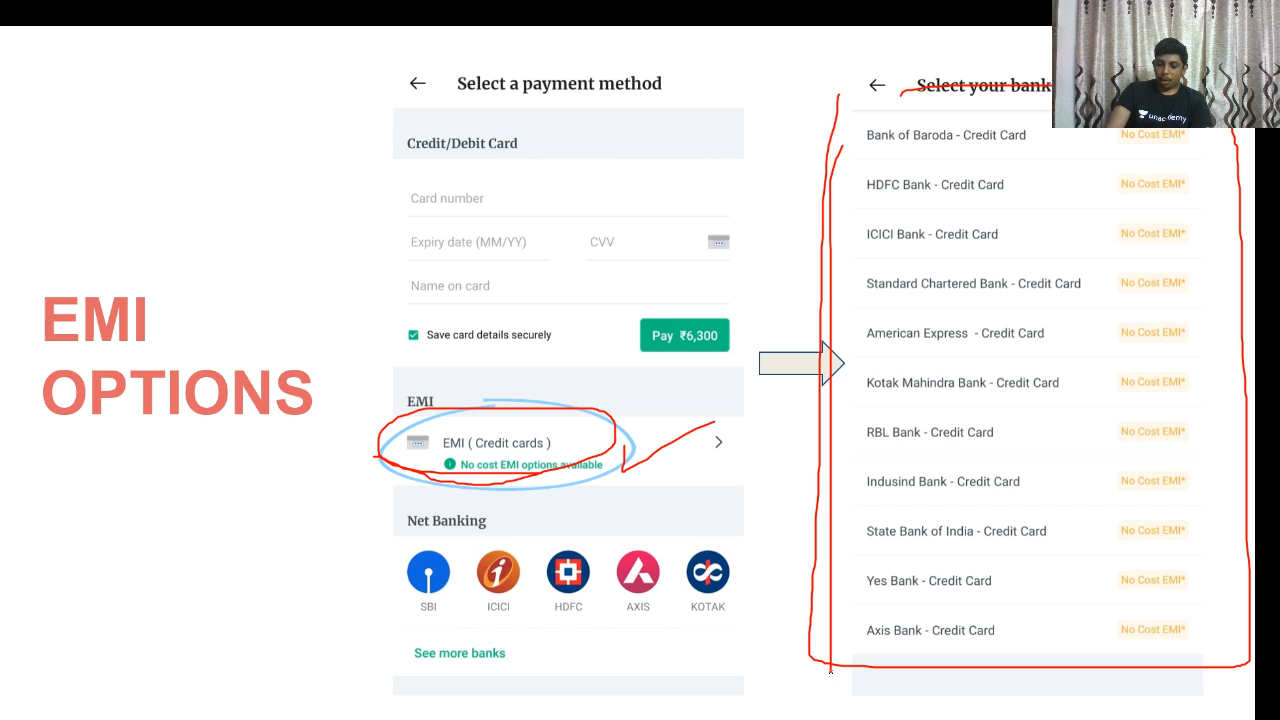 EMI
OPTIONS
Select a payment method
Credit/Debit Card
Card number
Expiry date (MM/YY) CVV
Name on card
Save card details securely
Pay ₹6,300
EMI
EMI ( Credit cards )
No cost EMI options available
Net Banking
SBI ICICI HDFC AXIS KOTAK
See more banks
Select your bank
Bank of Baroda - Credit Card No Cost EMI*
HDFC Bank - Credit Card No Cost EMI*
ICICI Bank - Credit Card No Cost EMI*
Standard Chartered Bank - Credit Card No Cost EMI*
American Express - Credit Card No Cost EMI*
Kotak Mahindra Bank - Credit Card No Cost EMI*
RBL Bank - Credit Card No Cost EMI*
Indusind Bank - Credit Card No Cost EMI*
State Bank of India - Credit Card No Cost EMI*
Yes Bank - Credit Card No Cost EMI*
Axis Bank - Credit Card No Cost EMI*